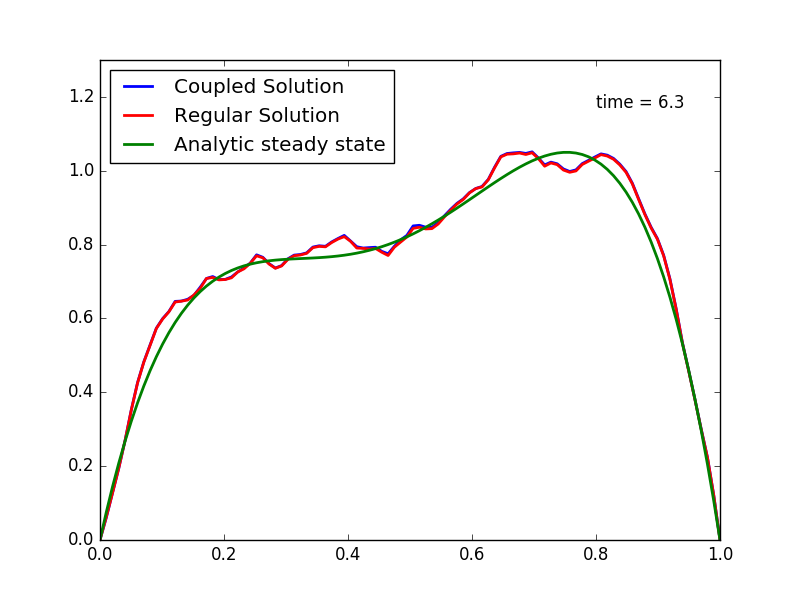 Coupled Solution
Regular Solution
Analytic steady state
time = 6.3
1.2
1.0
0.8
0.6
0.4
0.2
0.0
0.0 0.2 0.4 0.6 0.8 1.0